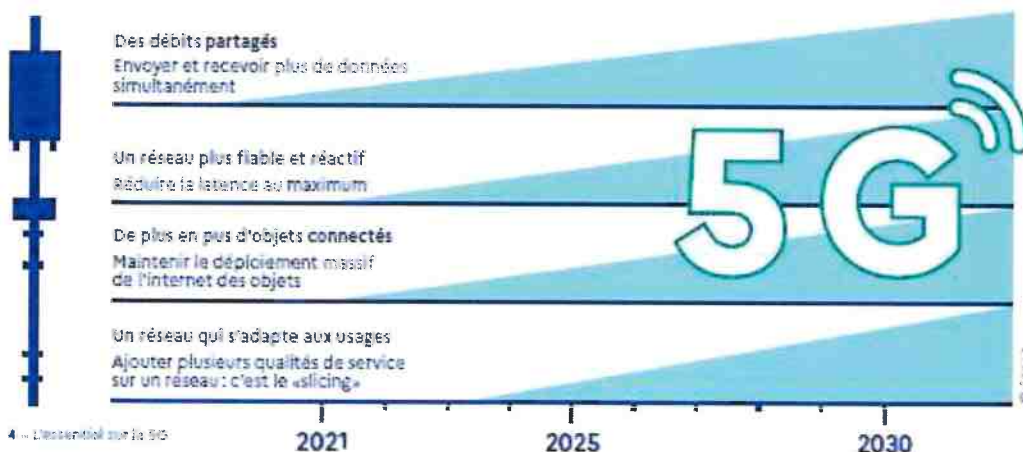 Des débits partagés
Envoyer et recevoir plus de données
simultanément
Un réseau plus fiable et réactif
Réduire la latence au maximum
De plus en pus d'objets connectés
Maintenir le déploiement massif
de l'internet des objets
Un réseau qui s'adapte aux usages
Ajouter plusieurs qualités de service
sur un réseau : c'est le «slicing»
5G
4 – L'essentiel sur la 5G
2021 2025 2030